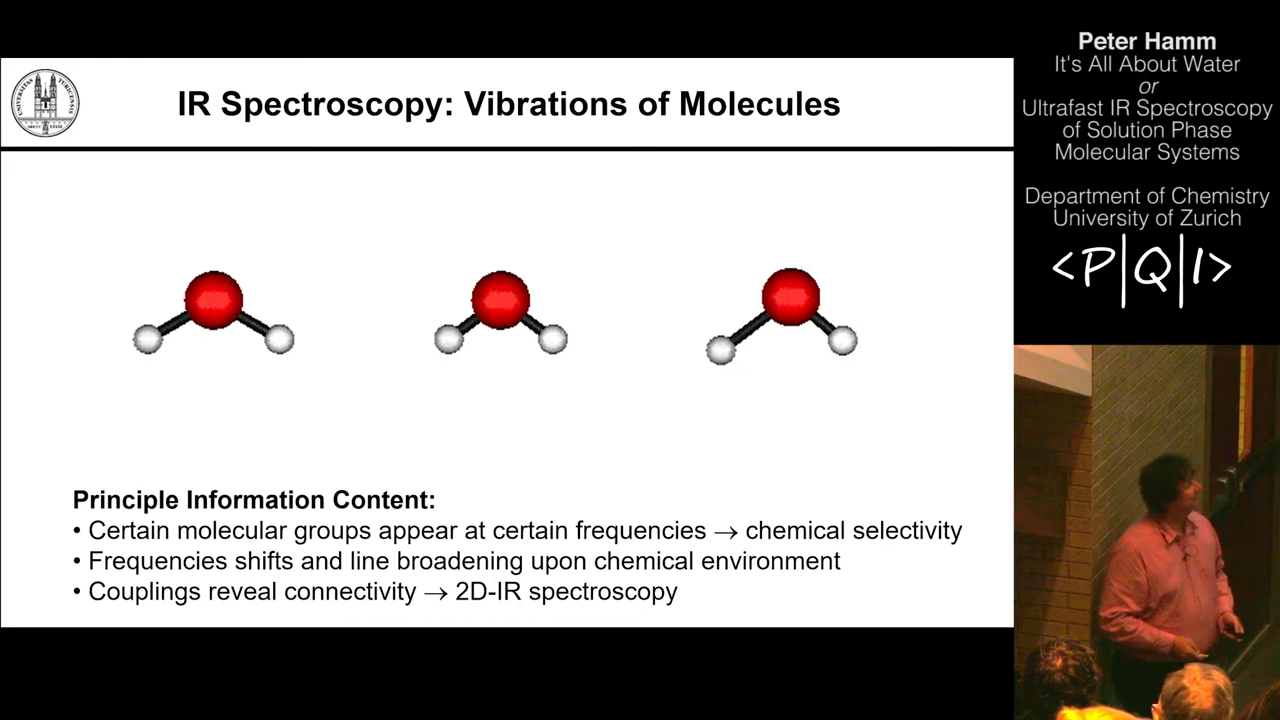 IR Spectroscopy: Vibrations of Molecules
Principle Information Content:
• Certain molecular groups appear at certain frequencies → chemical selectivity
• Frequencies shifts and line broadening upon chemical environment
• Couplings reveal connectivity → 2D-IR spectroscopy
Peter Hamm
It's All About Water
or
Ultrafast IR Spectroscopy
of Solution Phase
Molecular Systems
Department of Chemistry
University of Zurich
<P|Q|I>